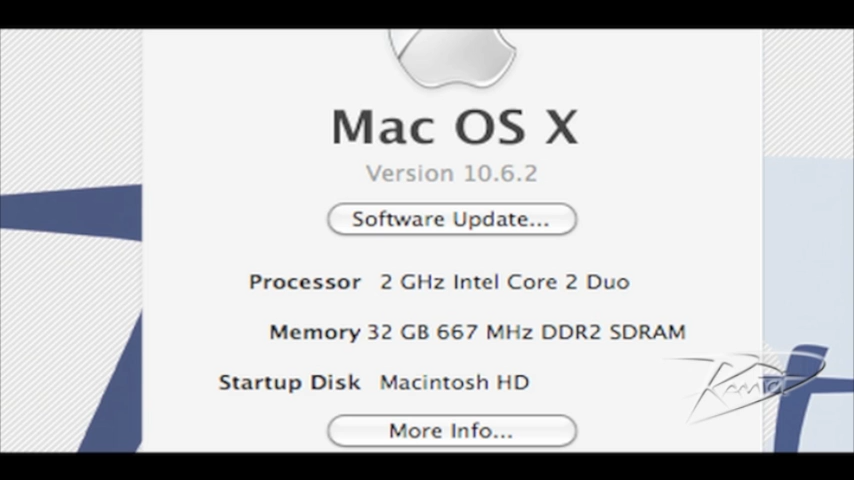 Mac OS X
Version 10.6.2
Software Update...
Processor 2 GHz Intel Core 2 Duo
Memory 32 GB 667 MHz DDR2 SDRAM
Startup Disk Macintosh HD
More Info...